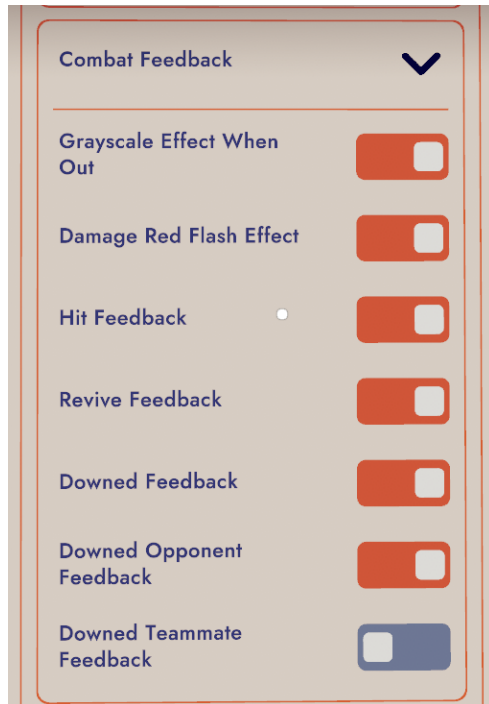 Combat Feedback
Grayscale Effect When
Out
Damage Red Flash Effect
Hit Feedback
Revive Feedback
Downed Feedback
Downed Opponent
Feedback
Downed Teammate
Feedback